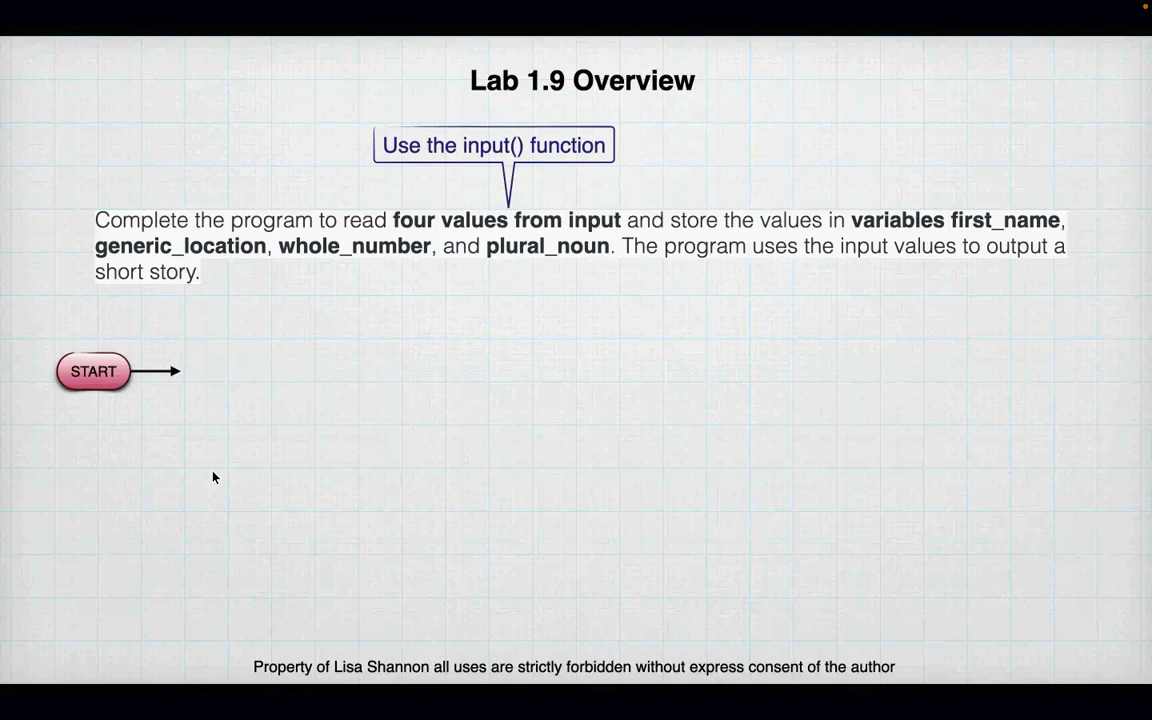 Lab 1.9 Overview
Use the input() function
Complete the program to read four values from input and store the values in variables first_name,
generic_location, whole_number, and plural_noun. The program uses the input values to output a
short story.
START
Property of Lisa Shannon all uses are strictly forbidden without express consent of the author